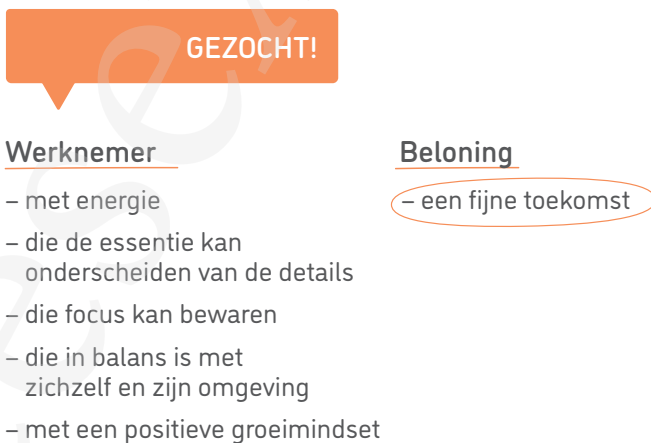 GEZOCHT!
Werknemer
– met energie
– die de essentie kan
onderscheiden van de details
– die focus kan bewaren
– die in balans is met
zichzelf en zijn omgeving
– met een positieve groeimindset
Beloning
– een fijne toekomst